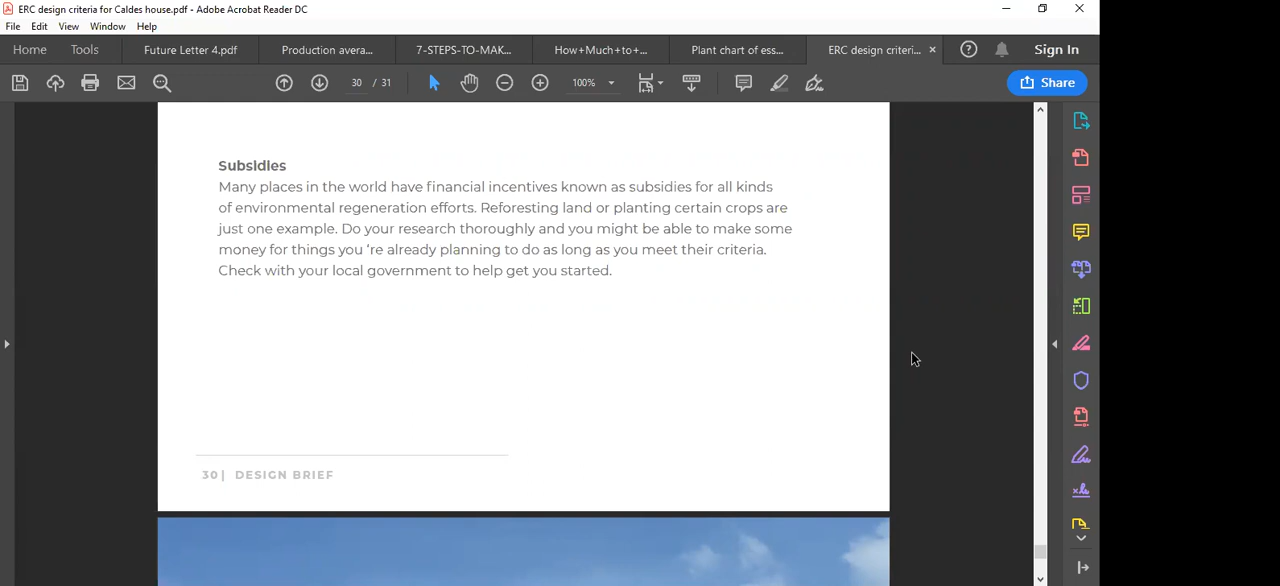 ERC design criteria for Caldes house.pdf - Adobe Acrobat Reader DC
File Edit View Window Help
Home Tools Future Letter 4.pdf Production avera... 7-STEPS-TO-MAK... How+Much+to+... Plant chart of ess... ERC design criteri... × Sign In
30 / 31 100% Share
Subsidies
Many places in the world have financial incentives known as subsidies for all kinds
of environmental regeneration efforts. Reforesting land or planting certain crops are
just one example. Do your research thoroughly and you might be able to make some
money for things you ‘re already planning to do as long as you meet their criteria.
Check with your local government to help get you started.
30 | DESIGN BRIEF